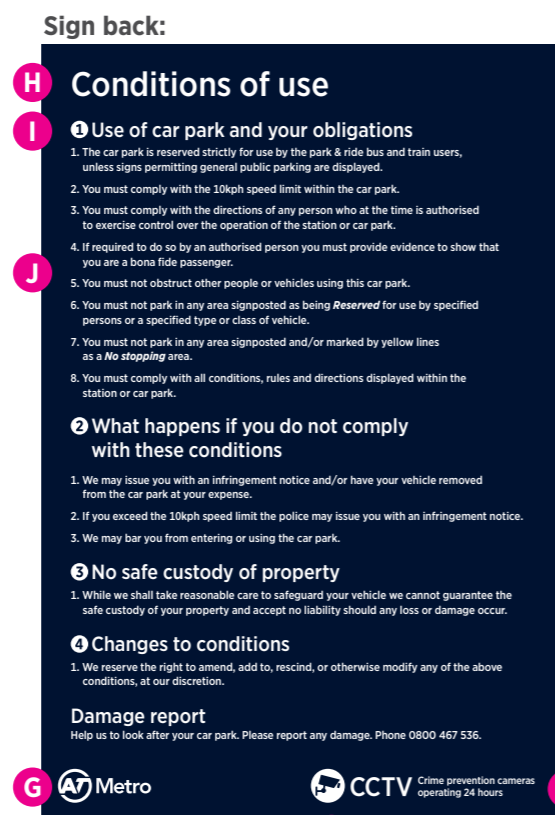 Sign back:
H
Conditions of use
I
1 Use of car park and your obligations
1. The car park is reserved strictly for use by the park & ride bus and train users,
unless signs permitting general public parking are displayed.
2. You must comply with the 10kph speed limit within the car park.
3. You must comply with the directions of any person who at the time is authorised
to exercise control over the operation of the station or car park.
4. If required to do so by an authorised person you must provide evidence to show that
you are a bona fide passenger.
J
5. You must not obstruct other people or vehicles using this car park.
6. You must not park in any area signposted as being Reserved for use by specified
persons or a specified type or class of vehicle.
7. You must not park in any area signposted and/or marked by yellow lines
as a No stopping area.
8. You must comply with all conditions, rules and directions displayed within the
station or car park.
2 What happens if you do not comply
with these conditions
1. We may issue you with an infringement notice and/or have your vehicle removed
from the car park at your expense.
2. If you exceed the 10kph speed limit the police may issue you with an infringement notice.
3. We may bar you from entering or using the car park.
3 No safe custody of property
1. While we shall take reasonable care to safeguard your vehicle we cannot guarantee the
safe custody of your property and accept no liability should any loss or damage occur.
4 Changes to conditions
1. We reserve the right to amend, add to, rescind, or otherwise modify any of the above
conditions, at our discretion.
Damage report
Help us to look after your car park. Please report any damage. Phone 0800 467 536.
G
AT Metro
CCTV
Crime prevention cameras
operating 24 hours